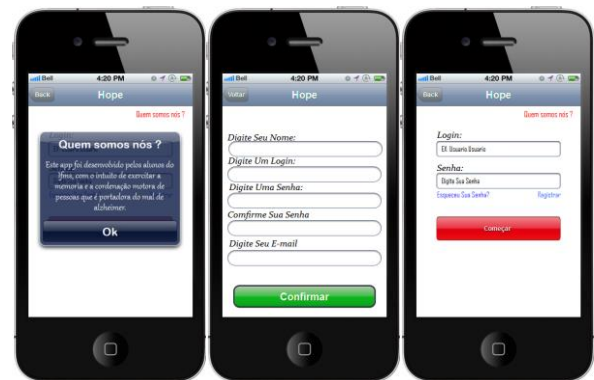 Bell 4:20 PM
Back Hope
Quem somos nós ?
Login:
Quem somos nós ?
Este app foi desenvolvido pelos alunos do
Ifms, com o intuito de exercitar a
memoria e a cordenação motora de
pessoas que é portadora do mal de
alzheimer.
Ok
Bell 4:20 PM
Voltar Hope
Digite Seu Nome:
Digite Um Login:
Digite Uma Senha:
Comfirme Sua Senha
Digite Seu E-mail
Confirmar
Bell 4:20 PM
Back Hope
Quem somos nós ?
Login:
EX: Usuario.Usuario
Senha:
Digite Sua Senha
Esqueceu Sua Senha? Registrar
Começar